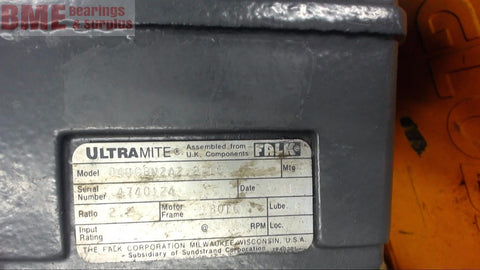 BME Bearings
& Surplus
ULTRAMITE® Assembled from U.K. Components FALK
Model Mtg
Serial Number 4740124 Date
Ratio Motor Frame Lube
Input Rating @ RPM Loc.
THE FALK CORPORATION MILWAUKEE, WISCONSIN, U.S.A.
- Subsidiary of Sundstrand Corporation